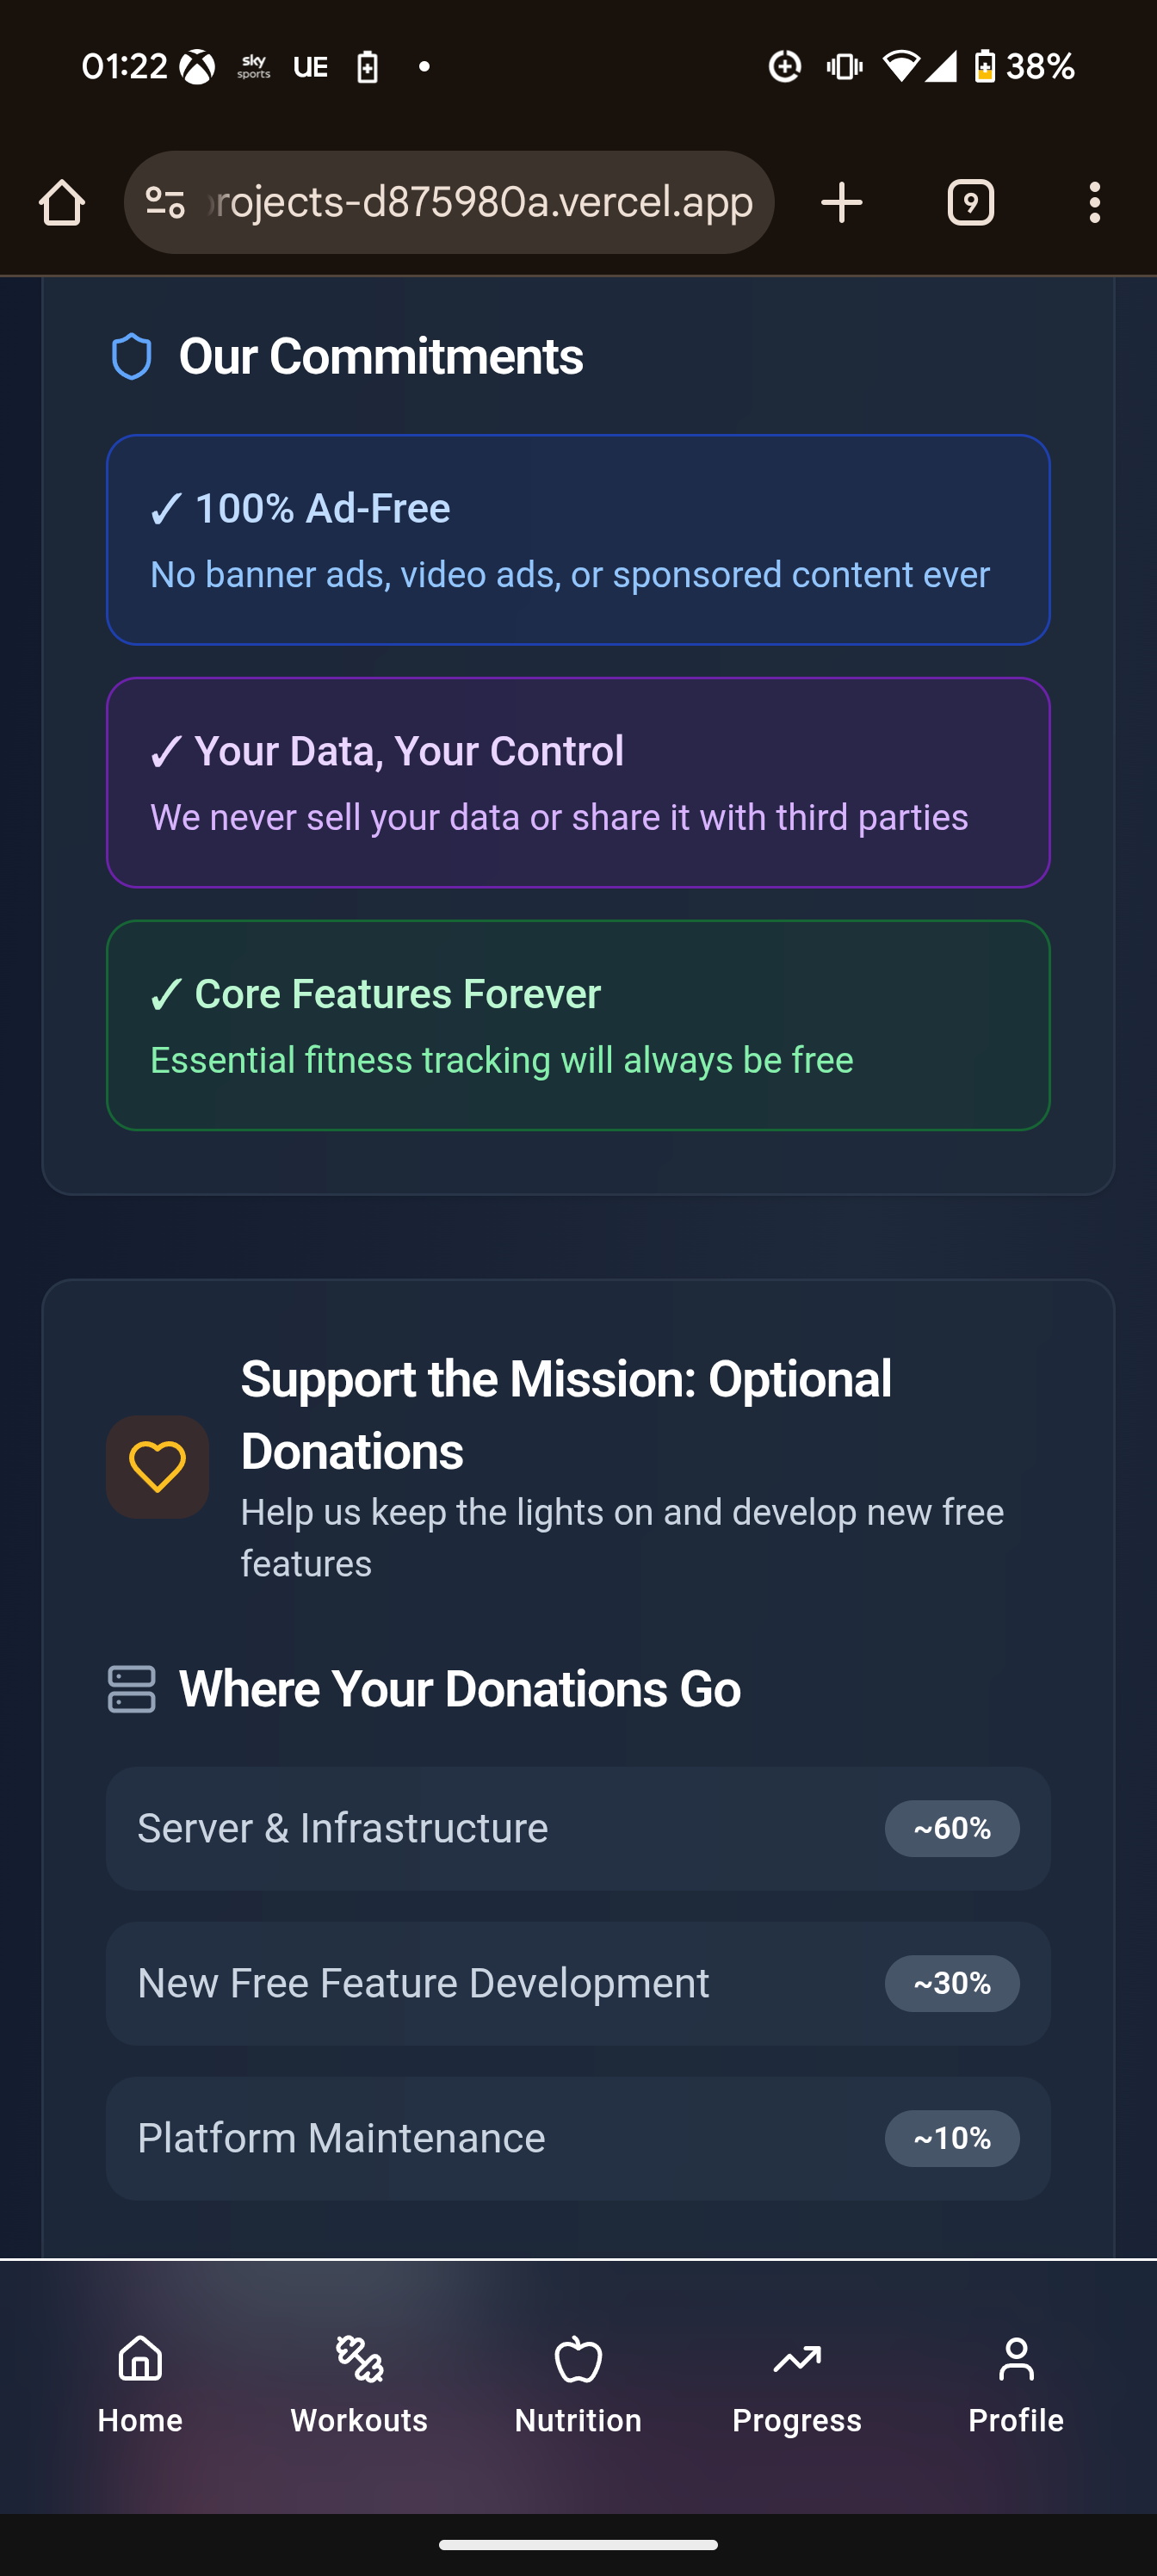 01:22 sky sports UE 38%
rojects-d875980a.vercel.app 9
Our Commitments
✓ 100% Ad-Free
No banner ads, video ads, or sponsored content ever
✓ Your Data, Your Control
We never sell your data or share it with third parties
✓ Core Features Forever
Essential fitness tracking will always be free
Support the Mission: Optional
Donations
Help us keep the lights on and develop new free
features
Where Your Donations Go
Server & Infrastructure ~60%
New Free Feature Development ~30%
Platform Maintenance ~10%
Home Workouts Nutrition Progress Profile